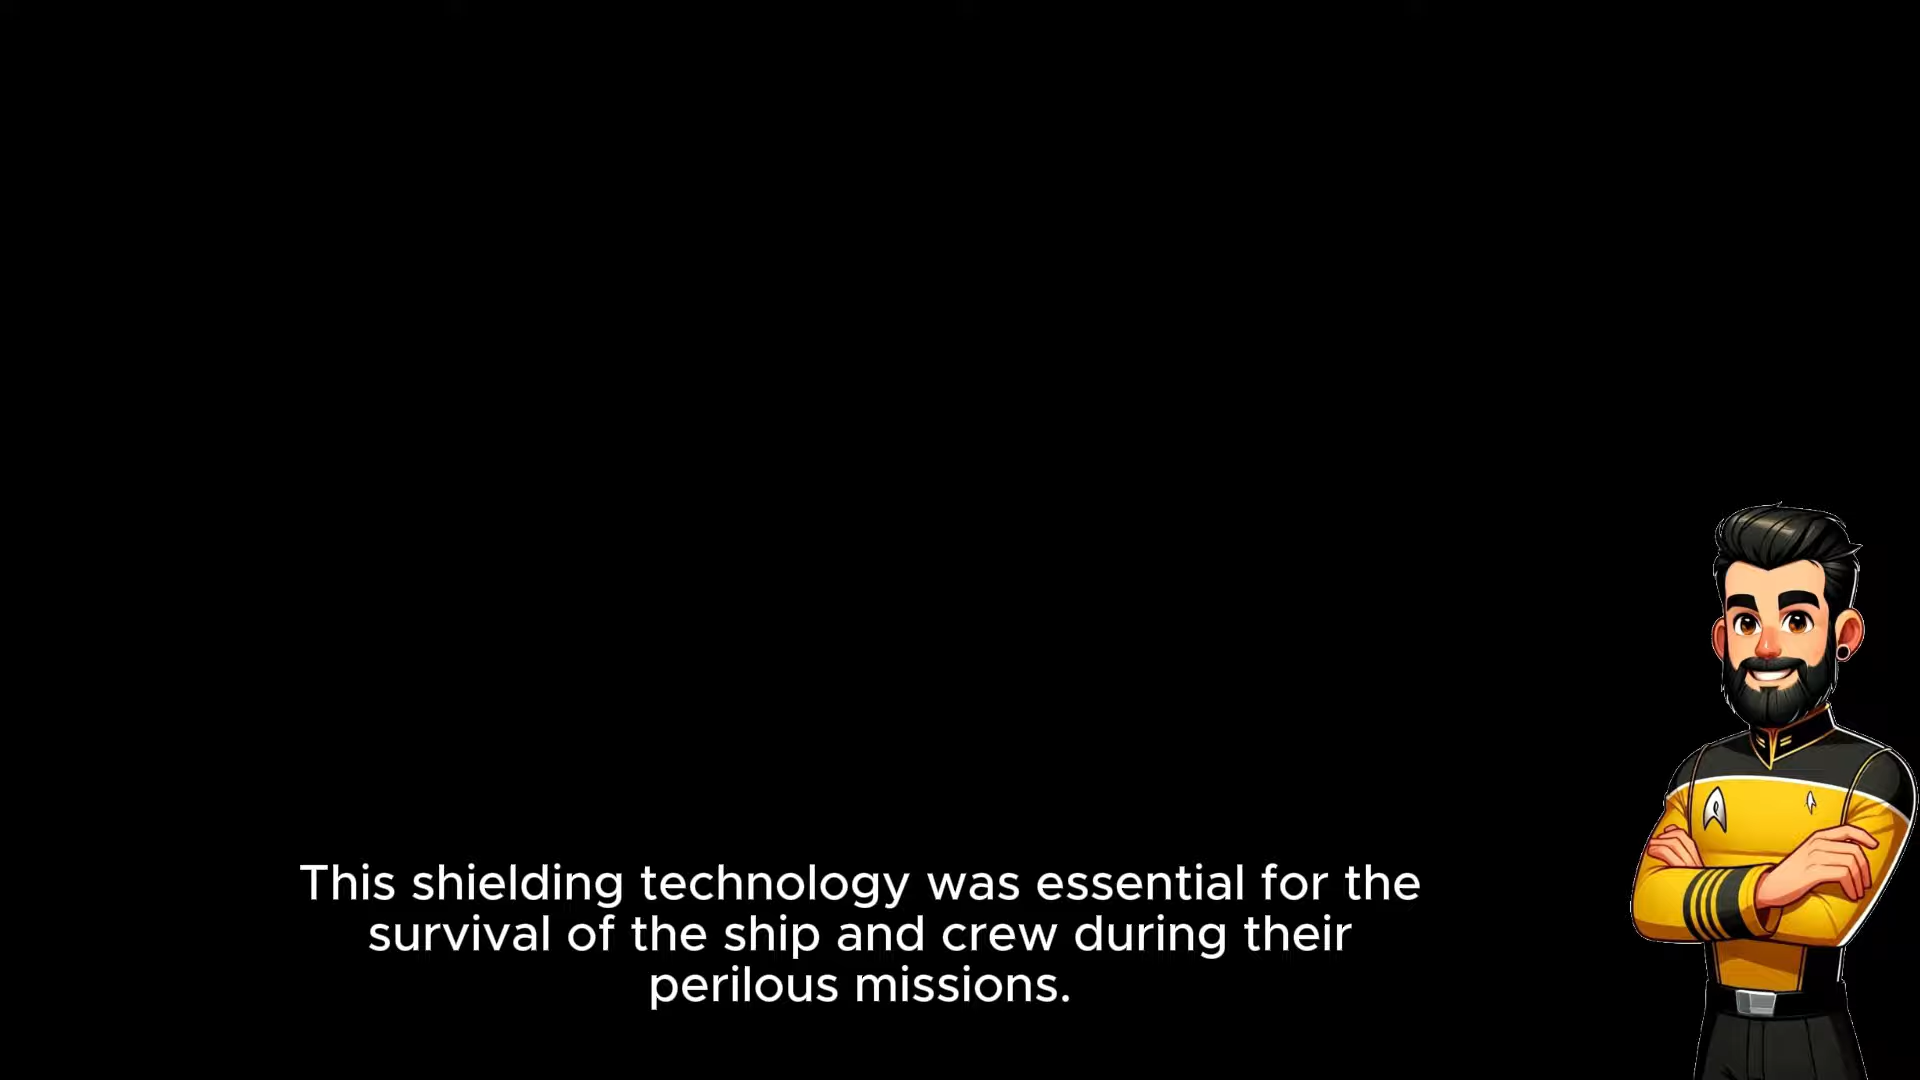 This shielding technology was essential for the
survival of the ship and crew during their
perilous missions.